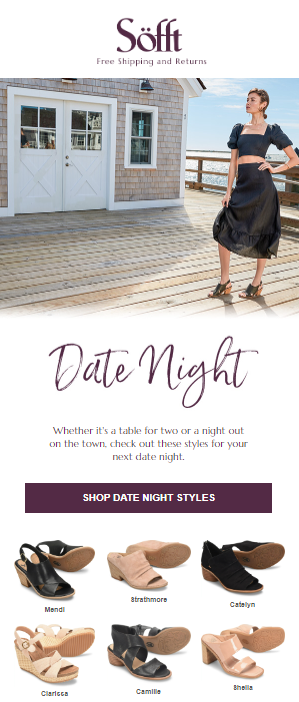 Söfft
Free Shipping and Returns
Date Night
Whether it's a table for two or a night out
on the town, check out these styles for your
next date night.
SHOP DATE NIGHT STYLES
Mendi
Strathmore
Catelyn
Clarissa
Camille
Sheila